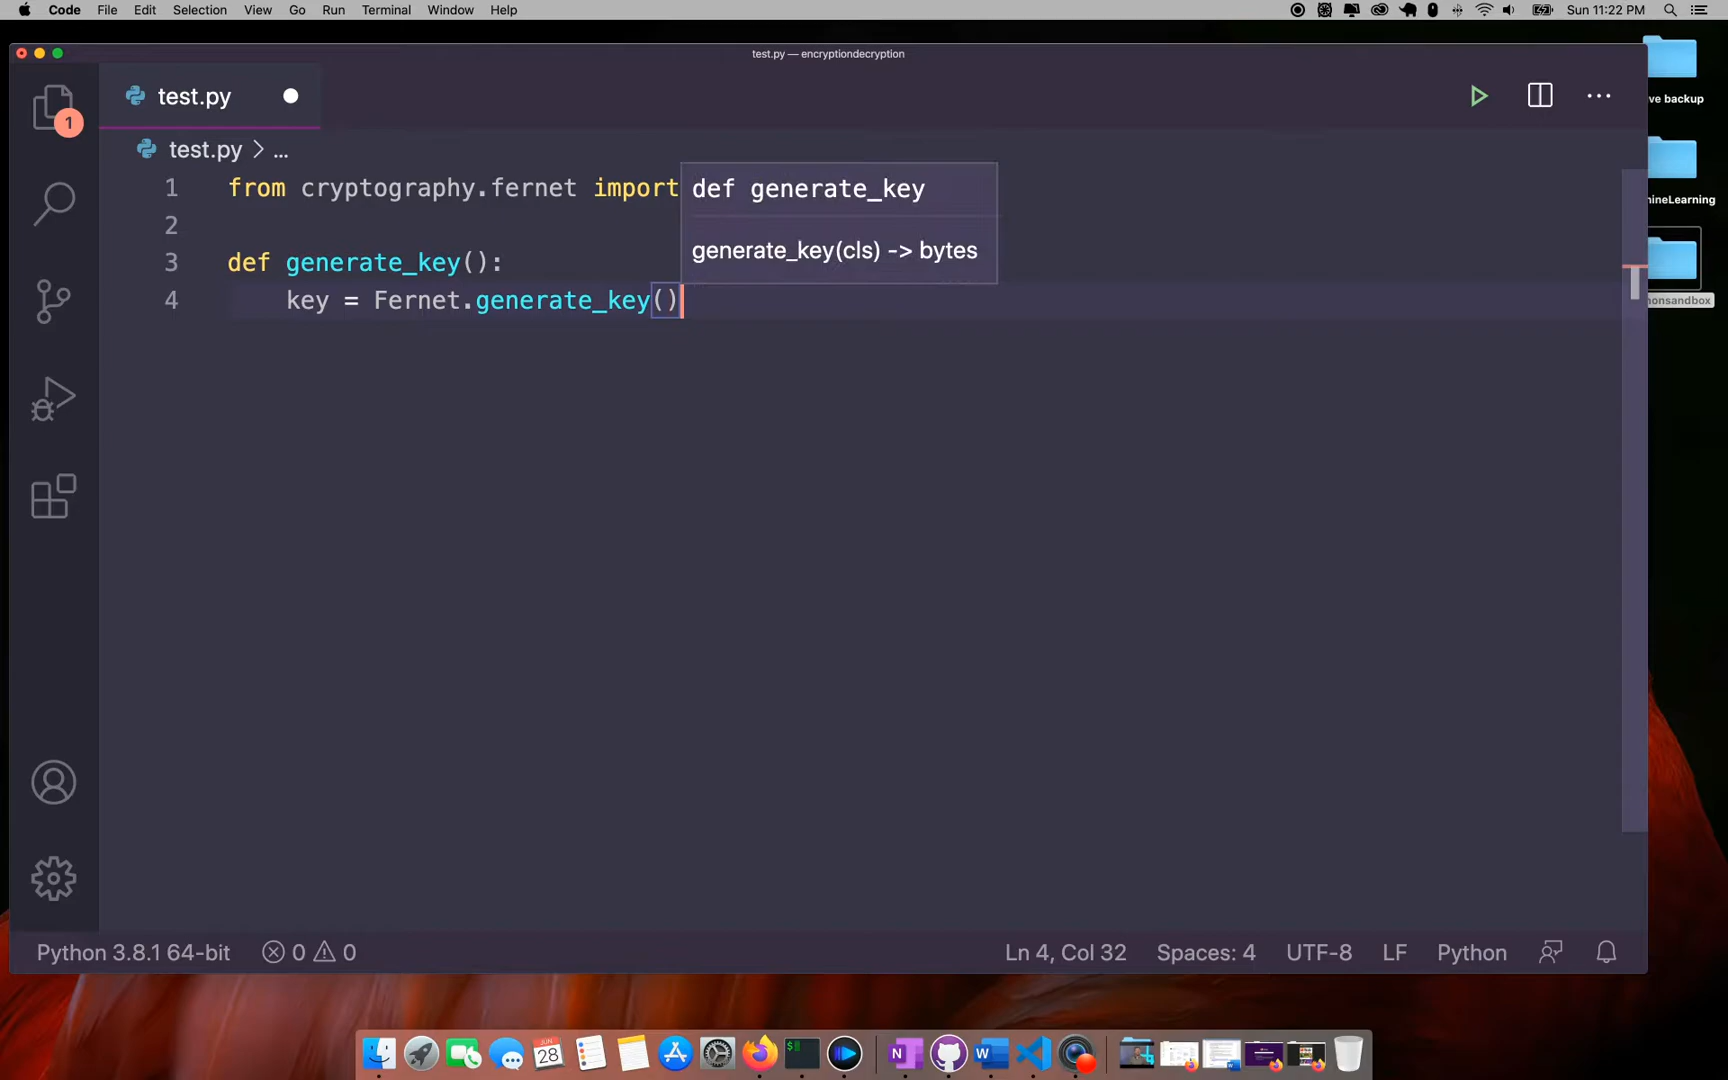 Code File Edit Selection View Go Run Terminal Window Help Sun 11:22 PM
test.py — encryptiondecryption
test.py
1
test.py > ...
1 from cryptography.fernet import
2
3 def generate_key():
4 key = Fernet.generate_key()
def generate_key
generate_key(cls) -> bytes
ve backup
ineLearning
onsandbox
Python 3.8.1 64-bit 0 0 Ln 4, Col 32 Spaces: 4 UTF-8 LF Python
JUN
28